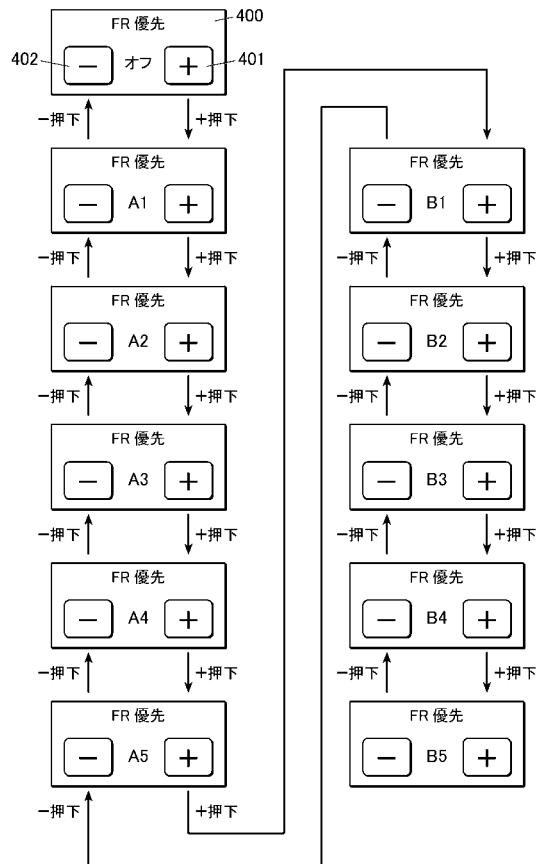 FR 優先
400
402
− オフ +
401
−押下
+押下
FR 優先
− A1 +
−押下
+押下
FR 優先
− A2 +
−押下
+押下
FR 優先
− A3 +
−押下
+押下
FR 優先
− A4 +
−押下
+押下
FR 優先
− A5 +
−押下
+押下
FR 優先
− B1 +
−押下
+押下
FR 優先
− B2 +
−押下
+押下
FR 優先
− B3 +
−押下
+押下
FR 優先
− B4 +
−押下
+押下
FR 優先
− B5 +